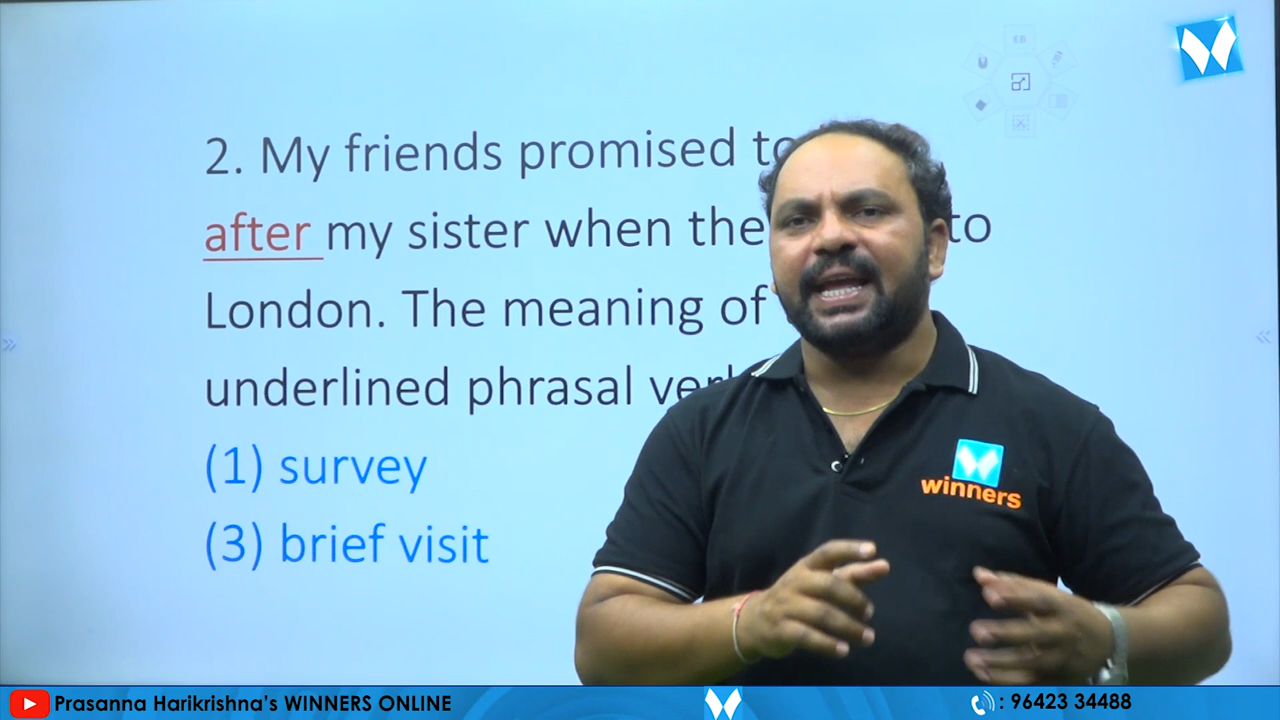 2. My friends promised to
after my sister when the to
London. The meaning of
underlined phrasal
(1) survey
(3) brief visit
winners
Prasanna Harikrishna's WINNERS ONLINE
: 96423 34488